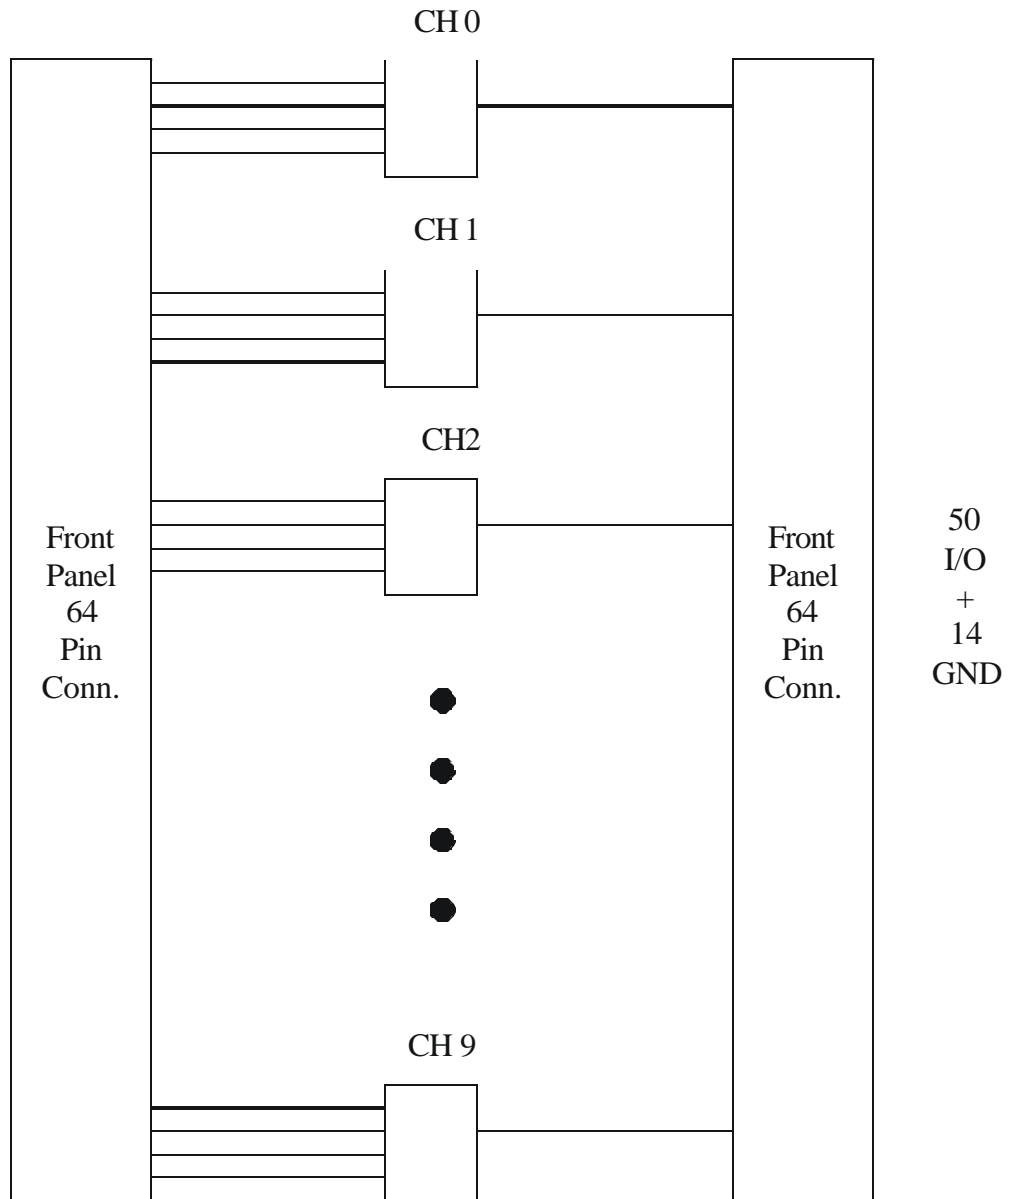 CH 0
CH 1
CH2
Front
Panel
64
Pin
Conn.
Front
Panel
64
Pin
Conn.
50
I/O
+
14
GND
CH 9